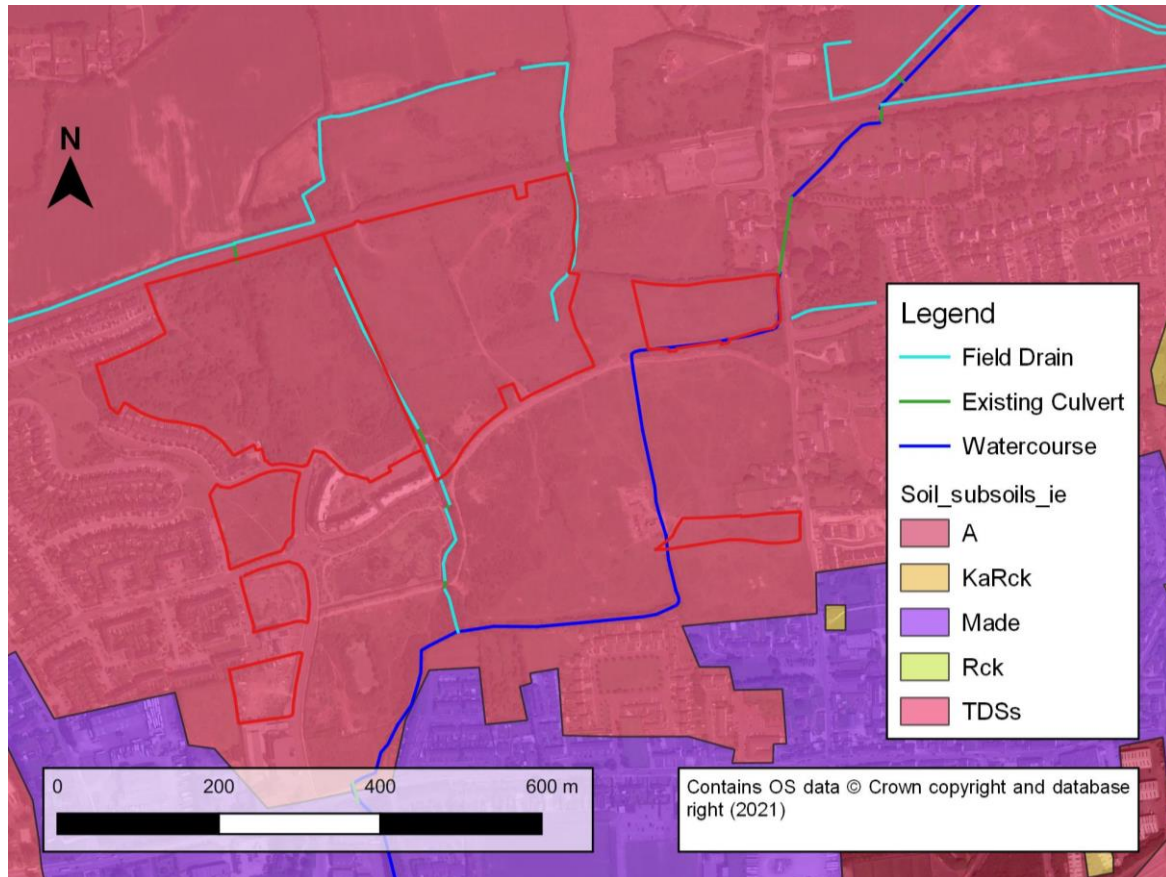 N
Legend
Field Drain
Existing Culvert
Watercourse
Soil_subsoils_ie
A
KaRck
Made
Rck
TDSs
0 200 400 600 m
Contains OS data © Crown copyright and database
right (2021)